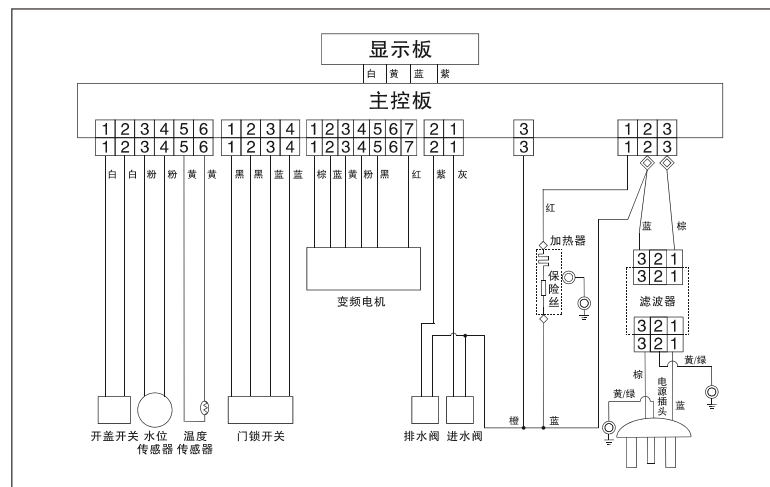 显示板
白 黄 蓝 紫
主控板
1 2 3 4 5 6 1 2 3 4 1 2 3 4 5 6 7 2 1 3 1 2 3
1 2 3 4 5 6 1 2 3 4 1 2 3 4 5 6 7 2 1 3 1 2 3
白 白 粉 粉 黄 黄 黑 黑 蓝 蓝 棕 蓝 黄 粉 黑 红 紫 灰
红
蓝 棕
加热器
保险丝
变频电机
3 2 1
3 2 1
滤波器
3 2 1
3 2 1
黄/绿
棕
电源插头
蓝
黄/绿
橙 蓝
开盖开关 水位传感器 温度传感器 门锁开关 排水阀 进水阀